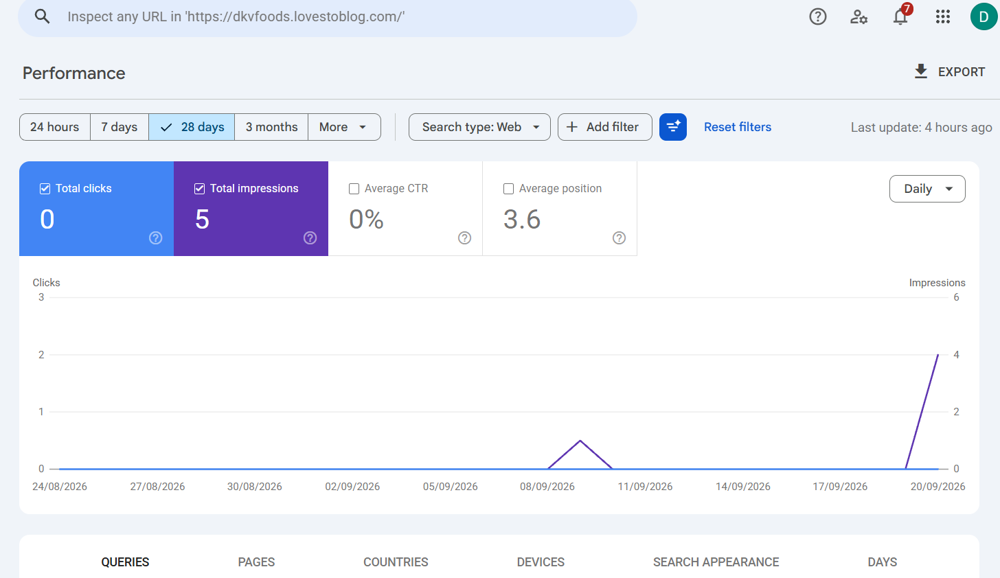 Inspect any URL in 'https://dkvfoods.lovestoblog.com/'
7
D
Performance
EXPORT
24 hours 7 days 28 days 3 months More Search type: Web Add filter Reset filters Last update: 4 hours ago
Total clicks Total impressions Average CTR Average position
0 5 0% 3.6
Daily
Clicks Impressions
3 6
2 4
1 2
0 0
24/08/2026 27/08/2026 30/08/2026 02/09/2026 05/09/2026 08/09/2026 11/09/2026 14/09/2026 17/09/2026 20/09/2026
QUERIES PAGES COUNTRIES DEVICES SEARCH APPEARANCE DAYS